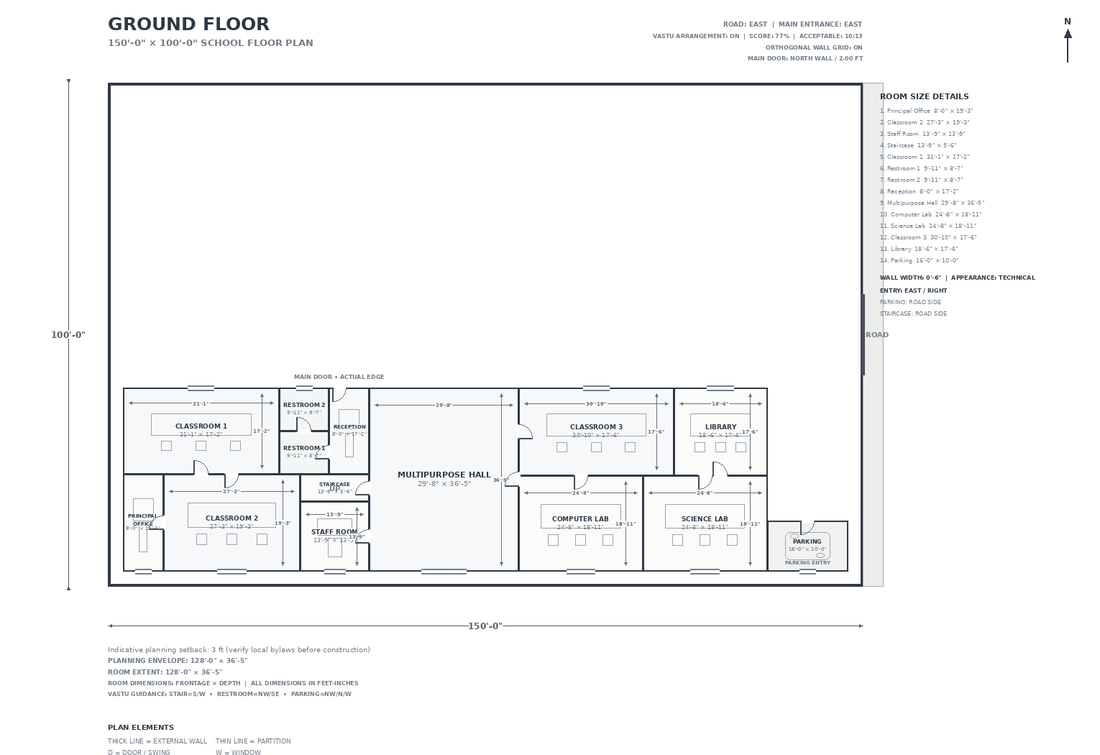 GROUND FLOOR
150'-0" × 100'-0" SCHOOL FLOOR PLAN
ROAD: EAST | MAIN ENTRANCE: EAST
VASTU ARRANGEMENT: ON | SCORE: 77% | ACCEPTABLE: 10/13
ORTHOGONAL WALL GRID: ON
MAIN DOOR: NORTH WALL / 2.00 FT
N
ROOM SIZE DETAILS
1. Principal Office 8'-0" × 19'-3"
2. Classroom 2 27'-3" × 19'-3"
3. Staff Room 13'-9" × 13'-9"
4. Staircase 13'-9" × 5'-6"
5. Classroom 1 31'-1" × 17'-2"
6. Restroom 1 9'-11" × 8'-7"
7. Restroom 2 9'-11" × 8'-7"
8. Reception 8'-0" × 17'-2"
9. Multipurpose Hall 29'-8" × 36'-5"
10. Computer Lab 24'-8" × 18'-11"
11. Science Lab 24'-8" × 18'-11"
12. Classroom 3 30'-10" × 17'-6"
13. Library 18'-6" × 17'-6"
14. Parking 16'-0" × 10'-0"
WALL WIDTH: 0'-6" | APPEARANCE: TECHNICAL
ENTRY: EAST / RIGHT
PARKING: ROAD SIDE
STAIRCASE: ROAD SIDE
100'-0"
ROAD
MAIN DOOR • ACTUAL EDGE
31'-1"
CLASSROOM 1
31'-1" × 17'-2"
17'-2"
RESTROOM 2
9'-11" × 8'-7"
RESTROOM 1
9'-11" × 8'-7"
RECEPTION
8'-0" × 17'-2"
29'-8"
MULTIPURPOSE HALL
29'-8" × 36'-5"
36'-5"
30'-10"
CLASSROOM 3
30'-10" × 17'-6"
17'-6"
18'-6"
LIBRARY
18'-6" × 17'-6"
17'-6"
PRINCIPAL
OFFICE
8'-0" × 19'-3"
27'-3"
CLASSROOM 2
27'-3" × 19'-3"
19'-3"
STAIRCASE
13'-9" × 5'-6"
UP
13'-9"
STAFF ROOM
13'-9" × 13'-9"
13'-9"
24'-8"
COMPUTER LAB
24'-8" × 18'-11"
18'-11"
24'-8"
SCIENCE LAB
24'-8" × 18'-11"
18'-11"
PARKING
16'-0" × 10'-0"
PARKING ENTRY
150'-0"
Indicative planning setback: 3 ft (verify local bylaws before construction)
PLANNING ENVELOPE: 128'-0" × 36'-5"
ROOM EXTENT: 128'-0" × 36'-5"
ROOM DIMENSIONS: FRONTAGE × DEPTH | ALL DIMENSIONS IN FEET-INCHES
VASTU GUIDANCE: STAIR=S/W • RESTROOM=NW/SE • PARKING=NW/N/W
PLAN ELEMENTS
THICK LINE = EXTERNAL WALL THIN LINE = PARTITION
D = DOOR / SWING W = WINDOW